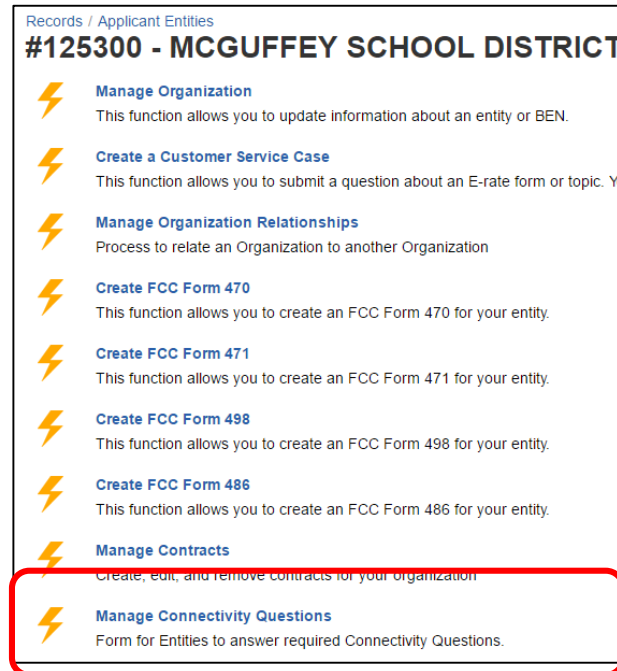 Records / Applicant Entities
#125300 - MCGUFFEY SCHOOL DISTRICT
Manage Organization
This function allows you to update information about an entity or BEN.
Create a Customer Service Case
This function allows you to submit a question about an E-rate form or topic. Y
Manage Organization Relationships
Process to relate an Organization to another Organization
Create FCC Form 470
This function allows you to create an FCC Form 470 for your entity.
Create FCC Form 471
This function allows you to create an FCC Form 471 for your entity.
Create FCC Form 498
This function allows you to create an FCC Form 498 for your entity.
Create FCC Form 486
This function allows you to create an FCC Form 486 for your entity.
Manage Contracts
Create, edit, and remove contracts for your organization
Manage Connectivity Questions
Form for Entities to answer required Connectivity Questions.